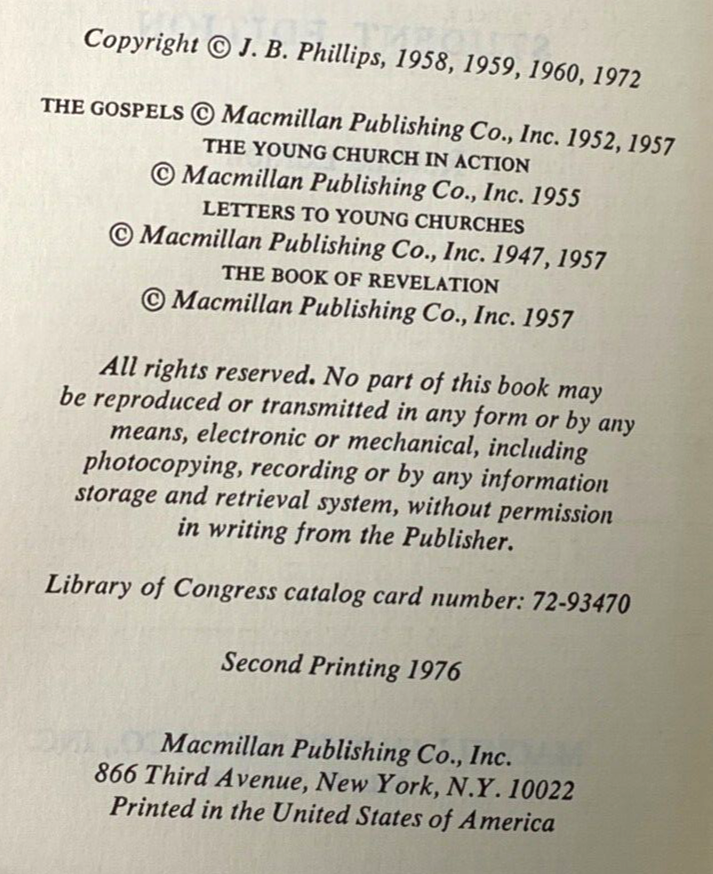 Copyright © J. B. Phillips, 1958, 1959, 1960, 1972
THE GOSPELS © Macmillan Publishing Co., Inc. 1952, 1957
THE YOUNG CHURCH IN ACTION
© Macmillan Publishing Co., Inc. 1955
LETTERS TO YOUNG CHURCHES
© Macmillan Publishing Co., Inc. 1947, 1957
THE BOOK OF REVELATION
© Macmillan Publishing Co., Inc. 1957
All rights reserved. No part of this book may
be reproduced or transmitted in any form or by any
means, electronic or mechanical, including
photocopying, recording or by any information
storage and retrieval system, without permission
in writing from the Publisher.
Library of Congress catalog card number: 72-93470
Second Printing 1976
Macmillan Publishing Co., Inc.
866 Third Avenue, New York, N.Y. 10022
Printed in the United States of America